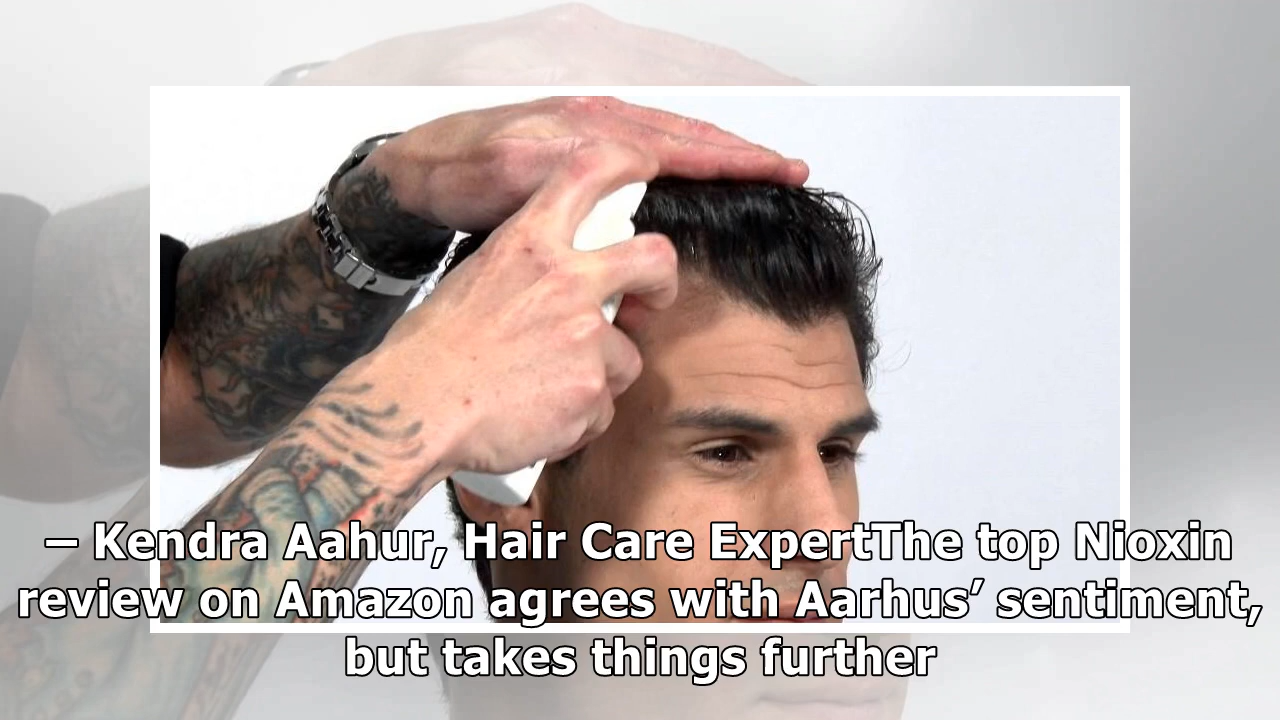 – Kendra Aahur, Hair Care ExpertThe top Nioxin
review on Amazon agrees with Aarhus’ sentiment,
but takes things further